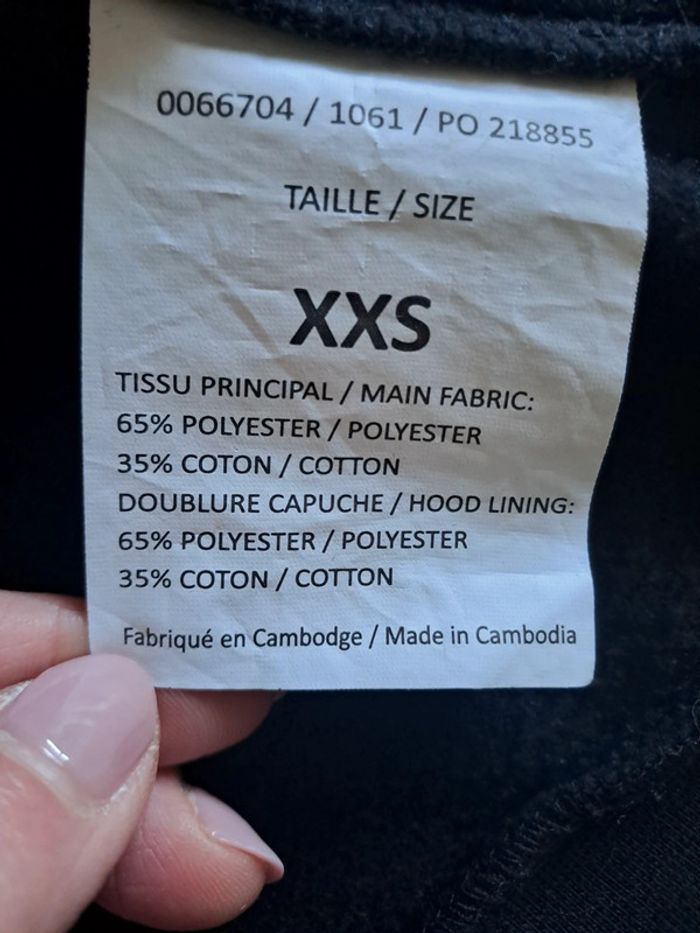 0066704 / 1061 / PO 218855
TAILLE / SIZE
XXS
TISSU PRINCIPAL / MAIN FABRIC:
65% POLYESTER / POLYESTER
35% COTON / COTTON
DOUBLURE CAPUCHE / HOOD LINING:
65% POLYESTER / POLYESTER
35% COTON / COTTON
Fabriqué en Cambodge / Made in Cambodia